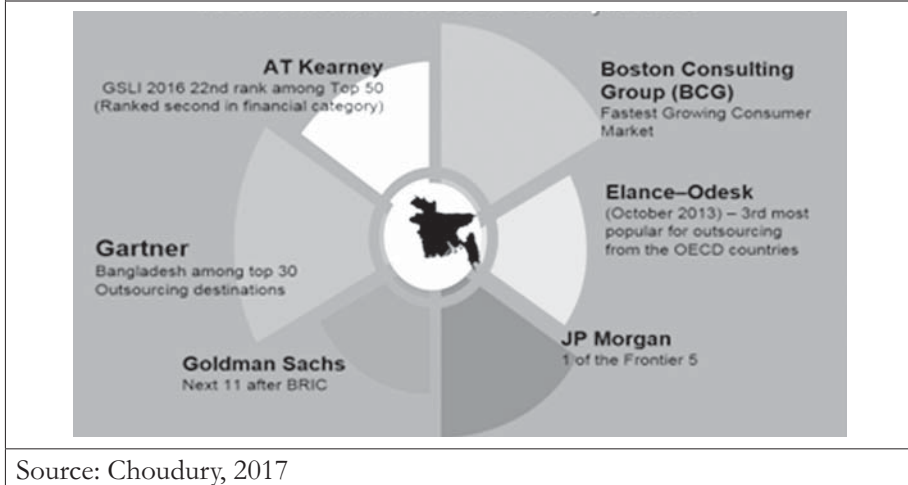 AT Kearney
GSLI 2016 22nd rank among Top 50
(Ranked second in financial category)
Boston Consulting
Group (BCG)
Fastest Growing Consumer
Market
Elance–Odesk
(October 2013) – 3rd most
popular for outsourcing
from the OECD countries
Gartner
Bangladesh among top 30
Outsourcing destinations
JP Morgan
1 of the Frontier 5
Goldman Sachs
Next 11 after BRIC
Source: Choudury, 2017